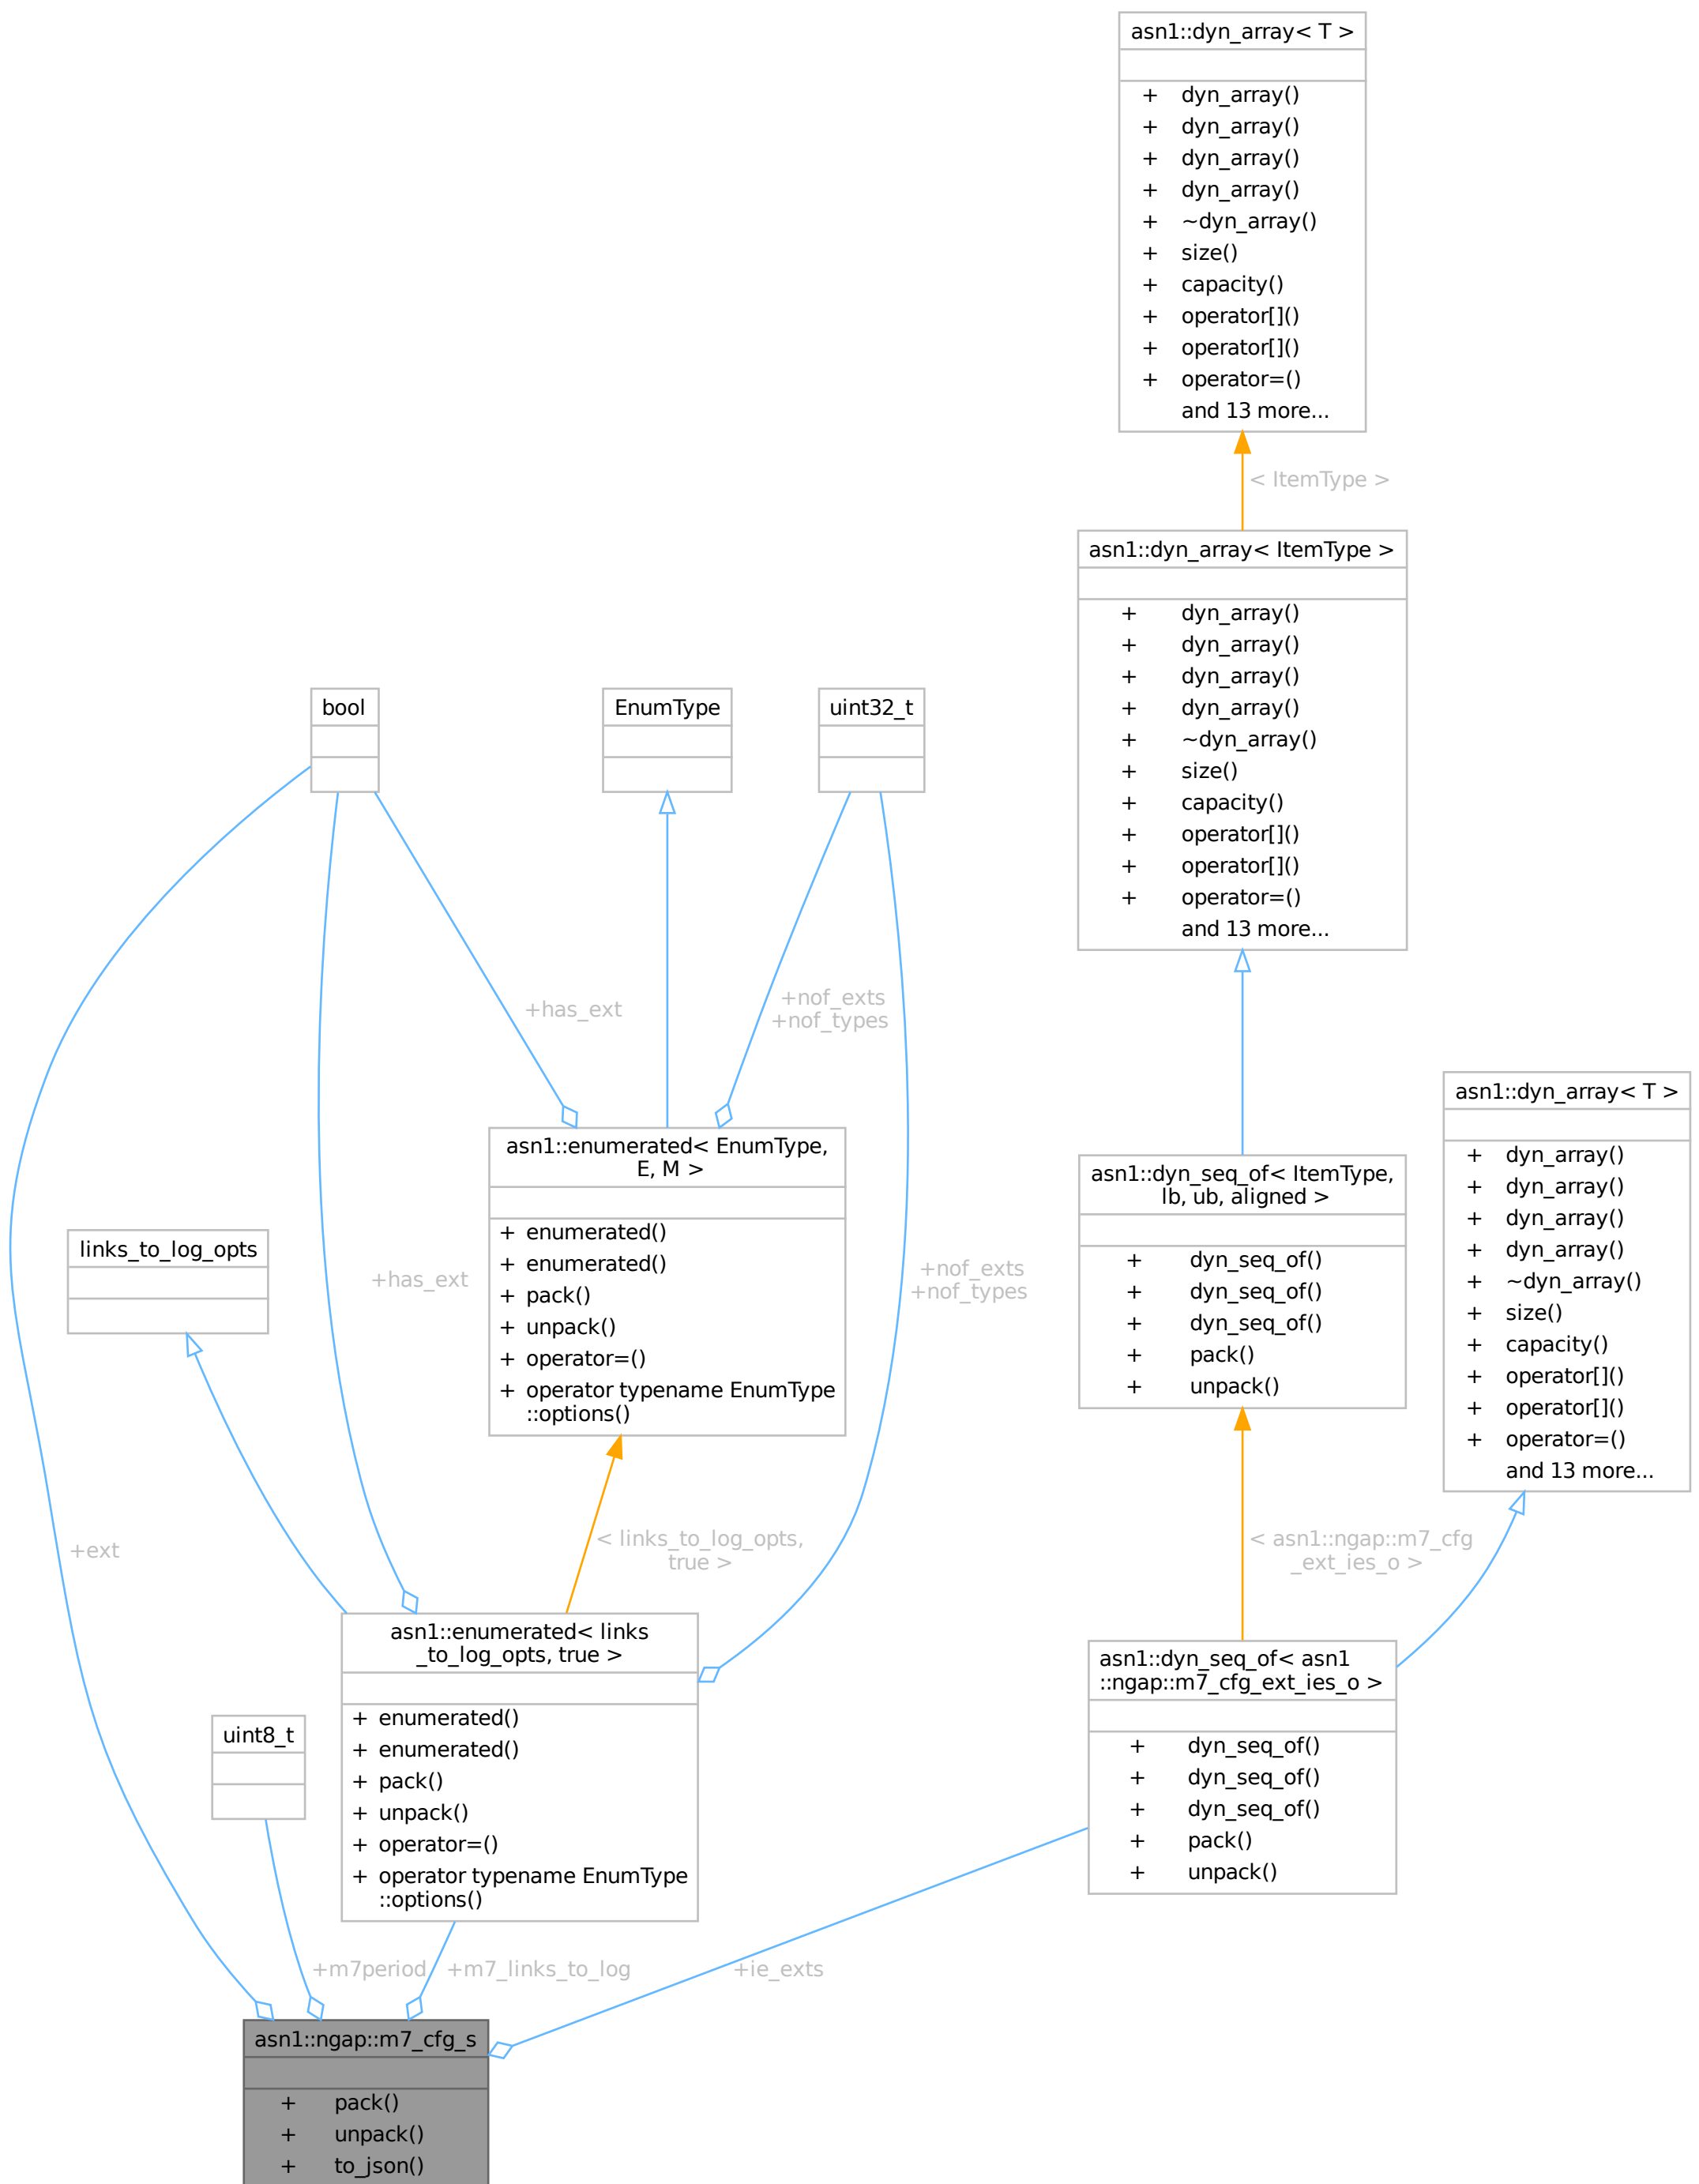 asn1::dyn_array< T >
+ dyn_array()
+ dyn_array()
+ dyn_array()
+ dyn_array()
+ ~dyn_array()
+ size()
+ capacity()
+ operator[]()
+ operator[]()
+ operator=()
and 13 more...
< ItemType >
asn1::dyn_array< ItemType >
+ dyn_array()
+ dyn_array()
+ dyn_array()
+ dyn_array()
+ ~dyn_array()
+ size()
+ capacity()
+ operator[]()
+ operator[]()
+ operator=()
and 13 more...
bool
EnumType
uint32_t
+has_ext
+nof_exts
+nof_types
asn1::enumerated< EnumType,
E, M >
+ enumerated()
+ enumerated()
+ pack()
+ unpack()
+ operator=()
+ operator typename EnumType
::options()
asn1::dyn_seq_of< ItemType,
lb, ub, aligned >
+ dyn_seq_of()
+ dyn_seq_of()
+ dyn_seq_of()
+ pack()
+ unpack()
asn1::dyn_array< T >
+ dyn_array()
+ dyn_array()
+ dyn_array()
+ dyn_array()
+ ~dyn_array()
+ size()
+ capacity()
+ operator[]()
+ operator[]()
+ operator=()
and 13 more...
links_to_log_opts
+has_ext
+nof_exts
+nof_types
+ext
< links_to_log_opts,
true >
< asn1::ngap::m7_cfg
_ext_ies_o >
asn1::enumerated< links
_to_log_opts, true >
+ enumerated()
+ enumerated()
+ pack()
+ unpack()
+ operator=()
+ operator typename EnumType
::options()
asn1::dyn_seq_of< asn1
::ngap::m7_cfg_ext_ies_o >
+ dyn_seq_of()
+ dyn_seq_of()
+ dyn_seq_of()
+ pack()
+ unpack()
uint8_t
+m7period
+m7_links_to_log
+ie_exts
asn1::ngap::m7_cfg_s
+ pack()
+ unpack()
+ to_json()